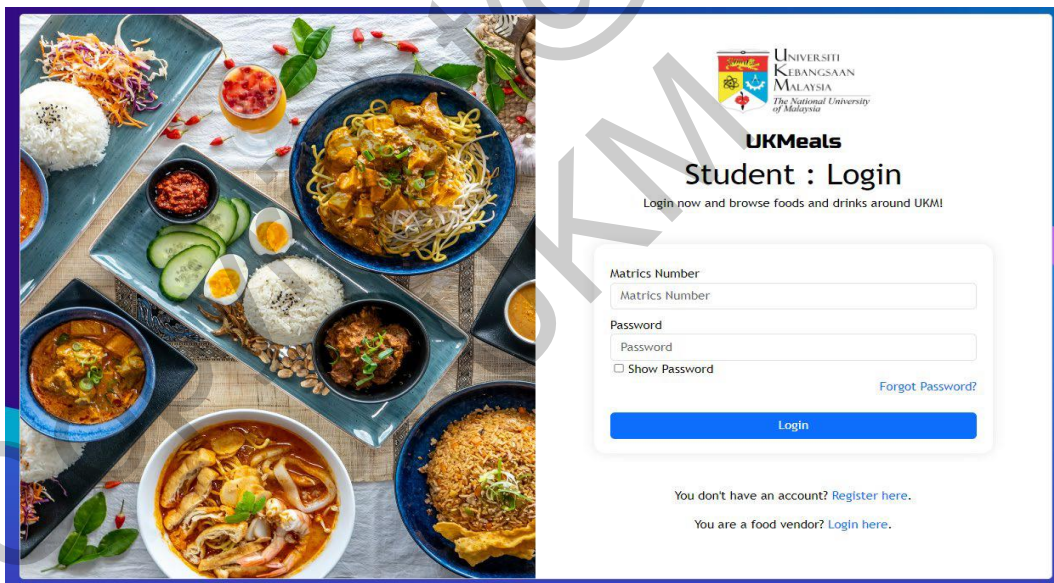 UNIVERSITI
KEBANGSAAN
MALAYSIA
The National University
of Malaysia
UKMeals
Student : Login
Login now and browse foods and drinks around UKM!
Matrics Number
Matrics Number
Password
Password
Show Password
Forgot Password?
Login
You don't have an account? Register here.
You are a food vendor? Login here.
UKM